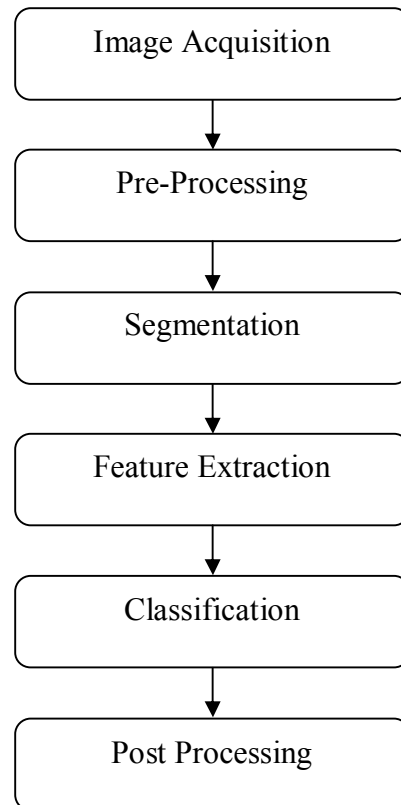 Image Acquisition
Pre-Processing
Segmentation
Feature Extraction
Classification
Post Processing